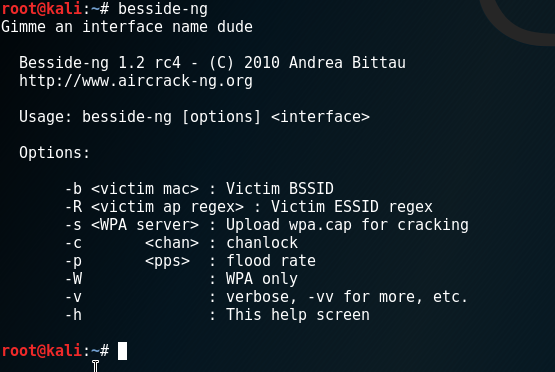 root@kali:~# besside-ng
Gimme an interface name dude
Besside-ng 1.2 rc4 - (C) 2010 Andrea Bittau
http://www.aircrack-ng.org
Usage: besside-ng [options] <interface>
Options:
-b <victim mac> : Victim BSSID
-R <victim ap regex> : Victim ESSID regex
-s <WPA server> : Upload wpa.cap for cracking
-c       <chan> : chanlock
-p       <pps>  : flood rate
-W              : WPA only
-v              : verbose, -vv for more, etc.
-h              : This help screen
root@kali:~#